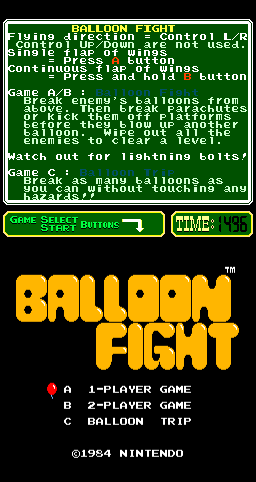 BALLOON FIGHT
Flying direction = Control L/R
Control Up/Down are not used.
Single flap of wings
= Press A button
Continuous flap of wings
= Press and hold B button
Game A/B : Balloon Fight
Break enemy's balloons from
above. Then break parachutes
or kick them off platforms
before they blow up another
balloon. Wipe out all the
enemies to clear a level.
Watch out for lightning bolts!
Game C : Balloon Trip
Break as many balloons as
you can without touching any
hazards!!
GAME SELECT
START BUTTONS
TIME: 1496
BALLOON
FIGHT
TM
A 1-PLAYER GAME
B 2-PLAYER GAME
C BALLOON TRIP
©1984 NINTENDO